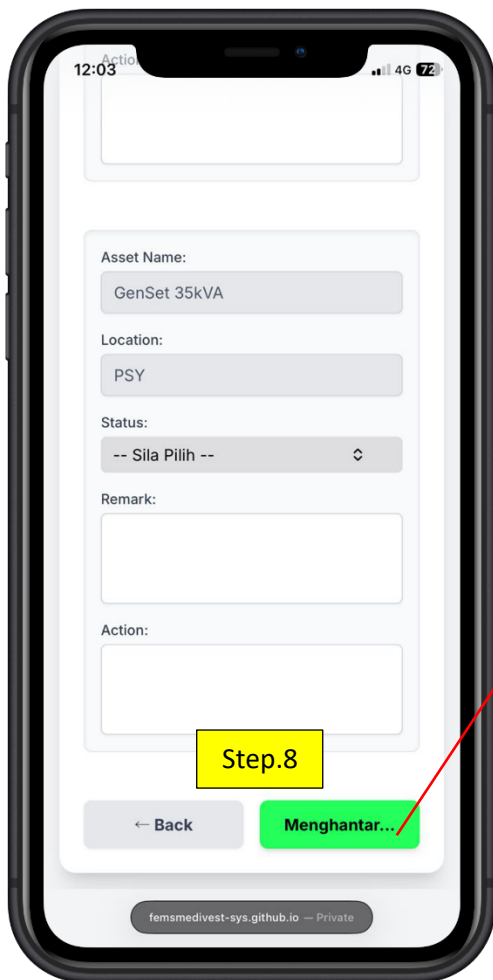 Action
12:03
4G 72
Asset Name:
GenSet 35kVA
Location:
PSY
Status:
-- Sila Pilih --
Remark:
Action:
Step.8
← Back
Menghantar...
femsmedivest-sys.github.io — Private